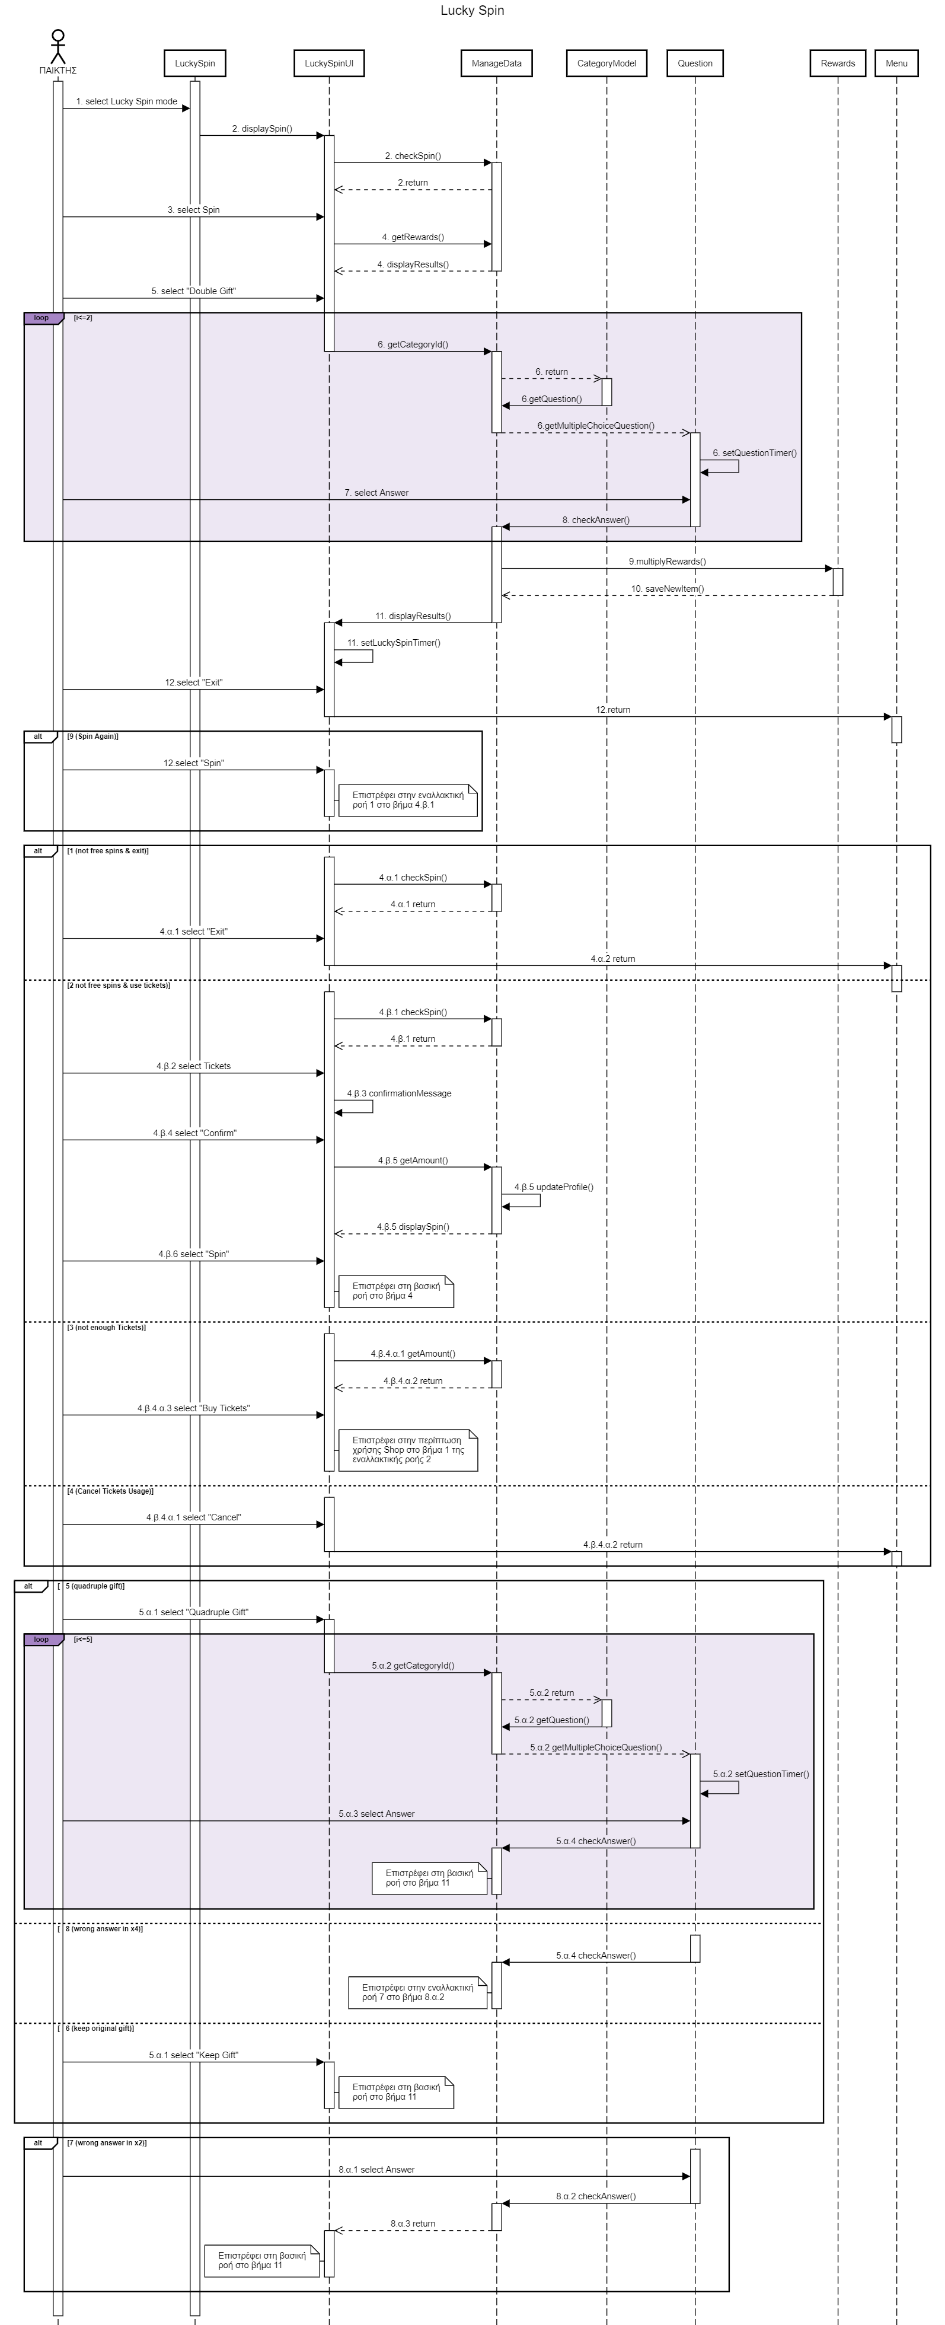 Lucky Spin
ΠΑΙΚΤΗΣ
LuckySpin
LuckySpinUI
ManageData
CategoryModel
Question
Rewards
Menu
1. select Lucky Spin mode
2. displaySpin()
2. checkSpin()
2.return
3. select Spin
4. getRewards()
4. displayResults()
5. select "Double Gift"
loop
[i<=2]
6. getCategoryId()
6. return
6.getQuestion()
6.getMultipleChoiceQuestion()
6. setQuestionTimer()
7. select Answer
8. checkAnswer()
9.multiplyRewards()
10. saveNewItem()
11. displayResults()
11. setLuckySpinTimer()
12.select "Exit"
12.return
alt
[9 (Spin Again)]
12.select "Spin"
Επιστρέφει στην εναλλακτική
ροή 1 στο βήμα 4.β.1
alt
[1 (not free spins & exit)]
4.α.1 checkSpin()
4.α.1 return
4.α.1 select "Exit"
4.α.2 return
[2 not free spins & use tickets)]
4.β.1 checkSpin()
4.β.1 return
4.β.2 select Tickets
4.β.3 confirmationMessage
4.β.4 select "Confirm"
4.β.5 getAmount()
4.β.5 updateProfile()
4.β.5 displaySpin()
4.β.6 select "Spin"
Επιστρέφει στη βασική
ροή στο βήμα 4
[3 (not enough Tickets)]
4.β.4.α.1 getAmount()
4.β.4.α.2 return
4.β.4.α.3 select "Buy Tickets"
Επιστρέφει στην περίπτωση
χρήσης Shop στο βήμα 1 της
εναλλακτικής ροής 2
[4 (Cancel Tickets Usage)]
4.β.4.α.1 select "Cancel"
4.β.4.α.2 return
alt
[ 5 (quadruple gift)]
5.α.1 select "Quadruple Gift"
loop
[i<=5]
5.α.2 getCategoryId()
5.α.2 return
5.α.2 getQuestion()
5.α.2 getMultipleChoiceQuestion()
5.α.2 setQuestionTimer()
5.α.3 select Answer
5.α.4 checkAnswer()
Επιστρέφει στη βασική
ροή στο βήμα 11
[ 8 (wrong answer in x4)]
5.α.4 checkAnswer()
Επιστρέφει στην εναλλακτική
ροή 7 στο βήμα 8.α.2
[ 6 (keep original gift)]
5.α.1 select "Keep Gift"
Επιστρέφει στη βασική
ροή στο βήμα 11
alt
[7 (wrong answer in x2)]
8.α.1 select Answer
8.α.2 checkAnswer()
8.α.3 return
Επιστρέφει στη βασική
ροή στο βήμα 11